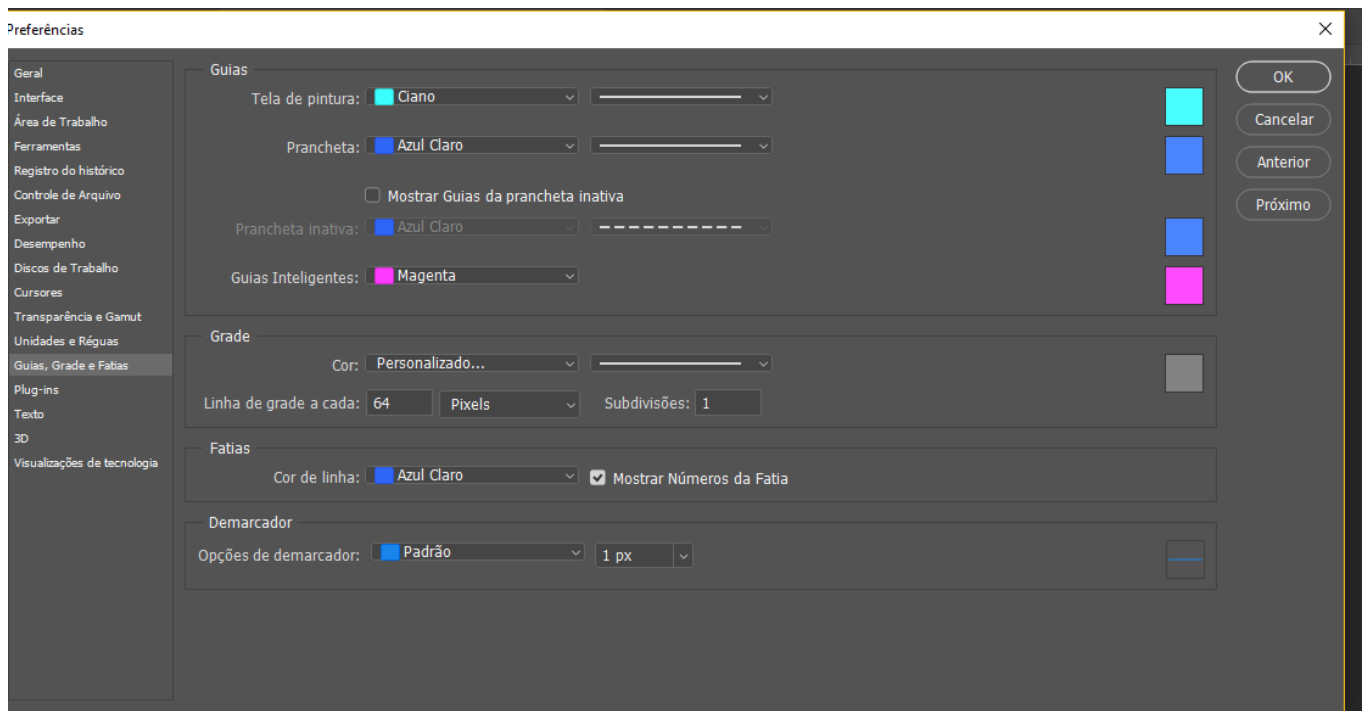 Preferências
Geral
Interface
Área de Trabalho
Ferramentas
Registro do histórico
Controle de Arquivo
Exportar
Desempenho
Discos de Trabalho
Cursores
Transparência e Gamut
Unidades e Réguas
Guias, Grade e Fatias
Plug-ins
Texto
3D
Visualizações de tecnologia
Guias
Tela de pintura: Ciano
Prancheta: Azul Claro
Mostrar Guias da prancheta inativa
Prancheta inativa: Azul Claro
Guias Inteligentes: Magenta
Grade
Cor: Personalizado...
Linha de grade a cada: 64 Pixels Subdivisões: 1
Fatias
Cor de linha: Azul Claro Mostrar Números da Fatia
Demarcador
Opções de demarcador: Padrão 1 px
OK
Cancelar
Anterior
Próximo